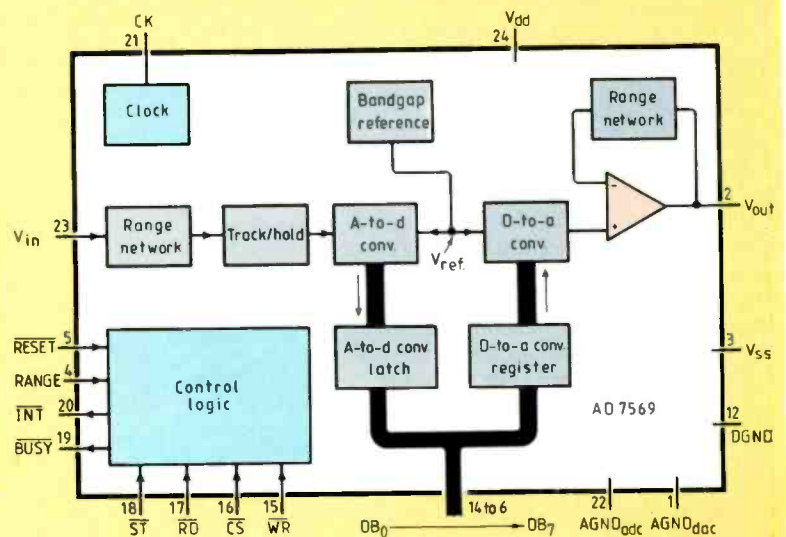 CK
21
Vdd
24
Clock
Bandgap
reference
Range
network
2
Vout
Vin
23
Range
network
Track/hold
A-to-d
conv.
Vref.
D-to-a
conv.
-
+
RESET
5
RANGE
4
INT
20
BUSY
19
Control
logic
A-to-d conv.
latch
D-to-a conv.
register
3
Vss
AD7569
12
DGND
18
ST
17
RD
16
CS
15
WR
14 to 6
DB0
DB7
22
AGNDadc
1
AGNDdac